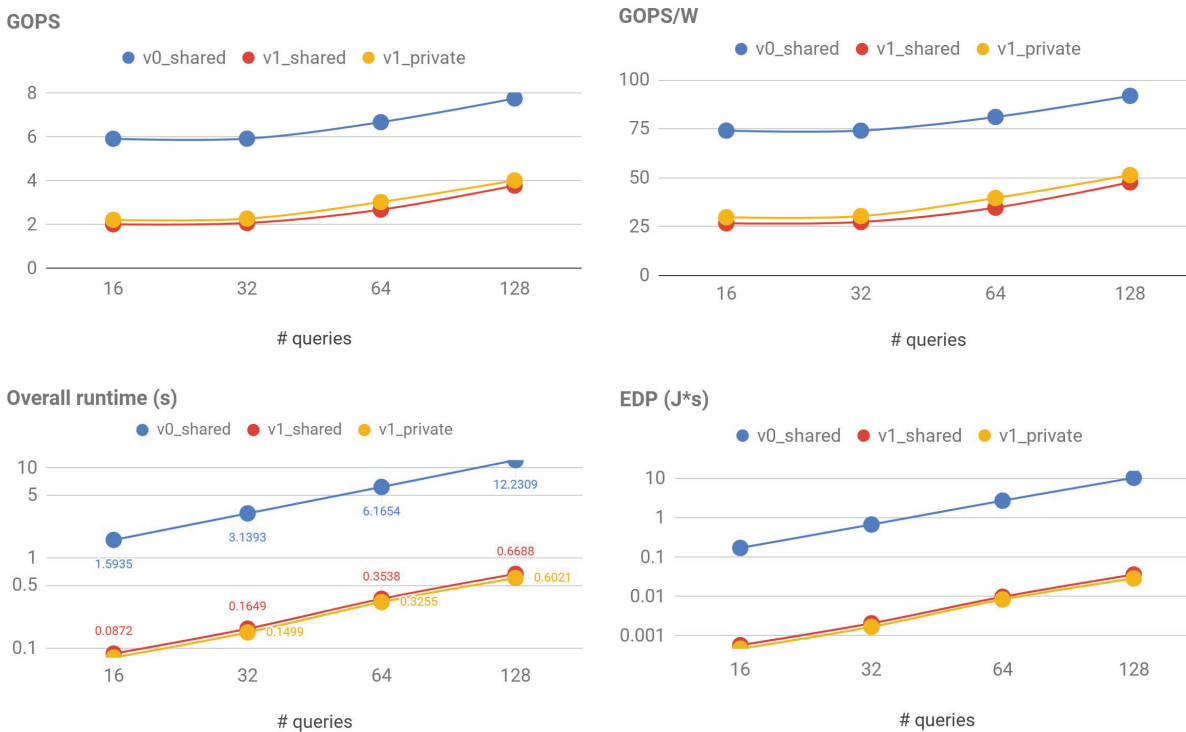 GOPS
v0_shared v1_shared v1_private
8
6
4
2
0
16 32 64 128
# queries
GOPS/W
v0_shared v1_shared v1_private
100
75
50
25
0
16 32 64 128
# queries
Overall runtime (s)
v0_shared v1_shared v1_private
10
5
1
0.5
0.1
1.5935
3.1393
6.1654
12.2309
0.0872
0.1649
0.3538
0.6688
0.1499
0.3255
0.6021
16 32 64 128
# queries
EDP (J*s)
v0_shared v1_shared v1_private
10
1
0.1
0.01
0.001
16 32 64 128
# queries